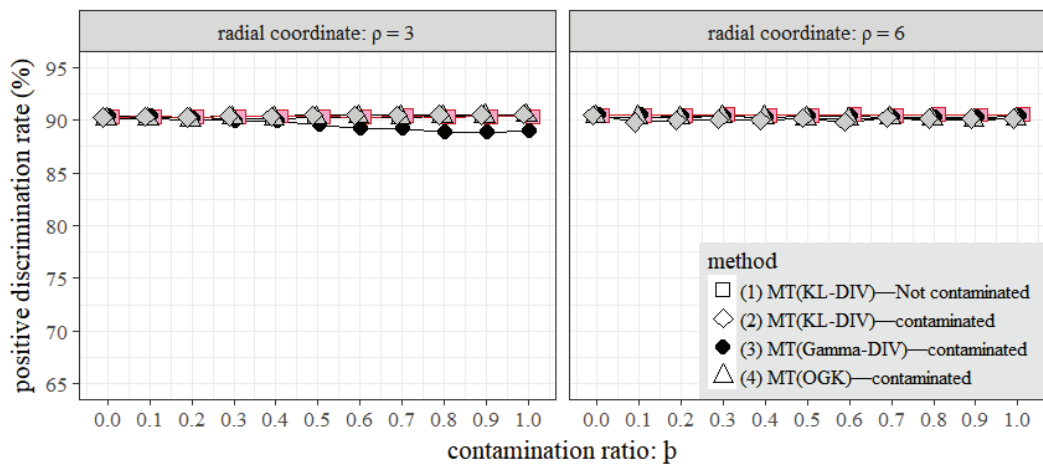 radial coordinate: ρ = 3
radial coordinate: ρ = 6
positive discrimination rate (%)
95
90
85
80
75
70
65
method
(1) MT(KL-DIV)—Not contaminated
(2) MT(KL-DIV)—contaminated
(3) MT(Gamma-DIV)—contaminated
(4) MT(OGK)—contaminated
0.0 0.1 0.2 0.3 0.4 0.5 0.6 0.7 0.8 0.9 1.0
0.0 0.1 0.2 0.3 0.4 0.5 0.6 0.7 0.8 0.9 1.0
contamination ratio: þ